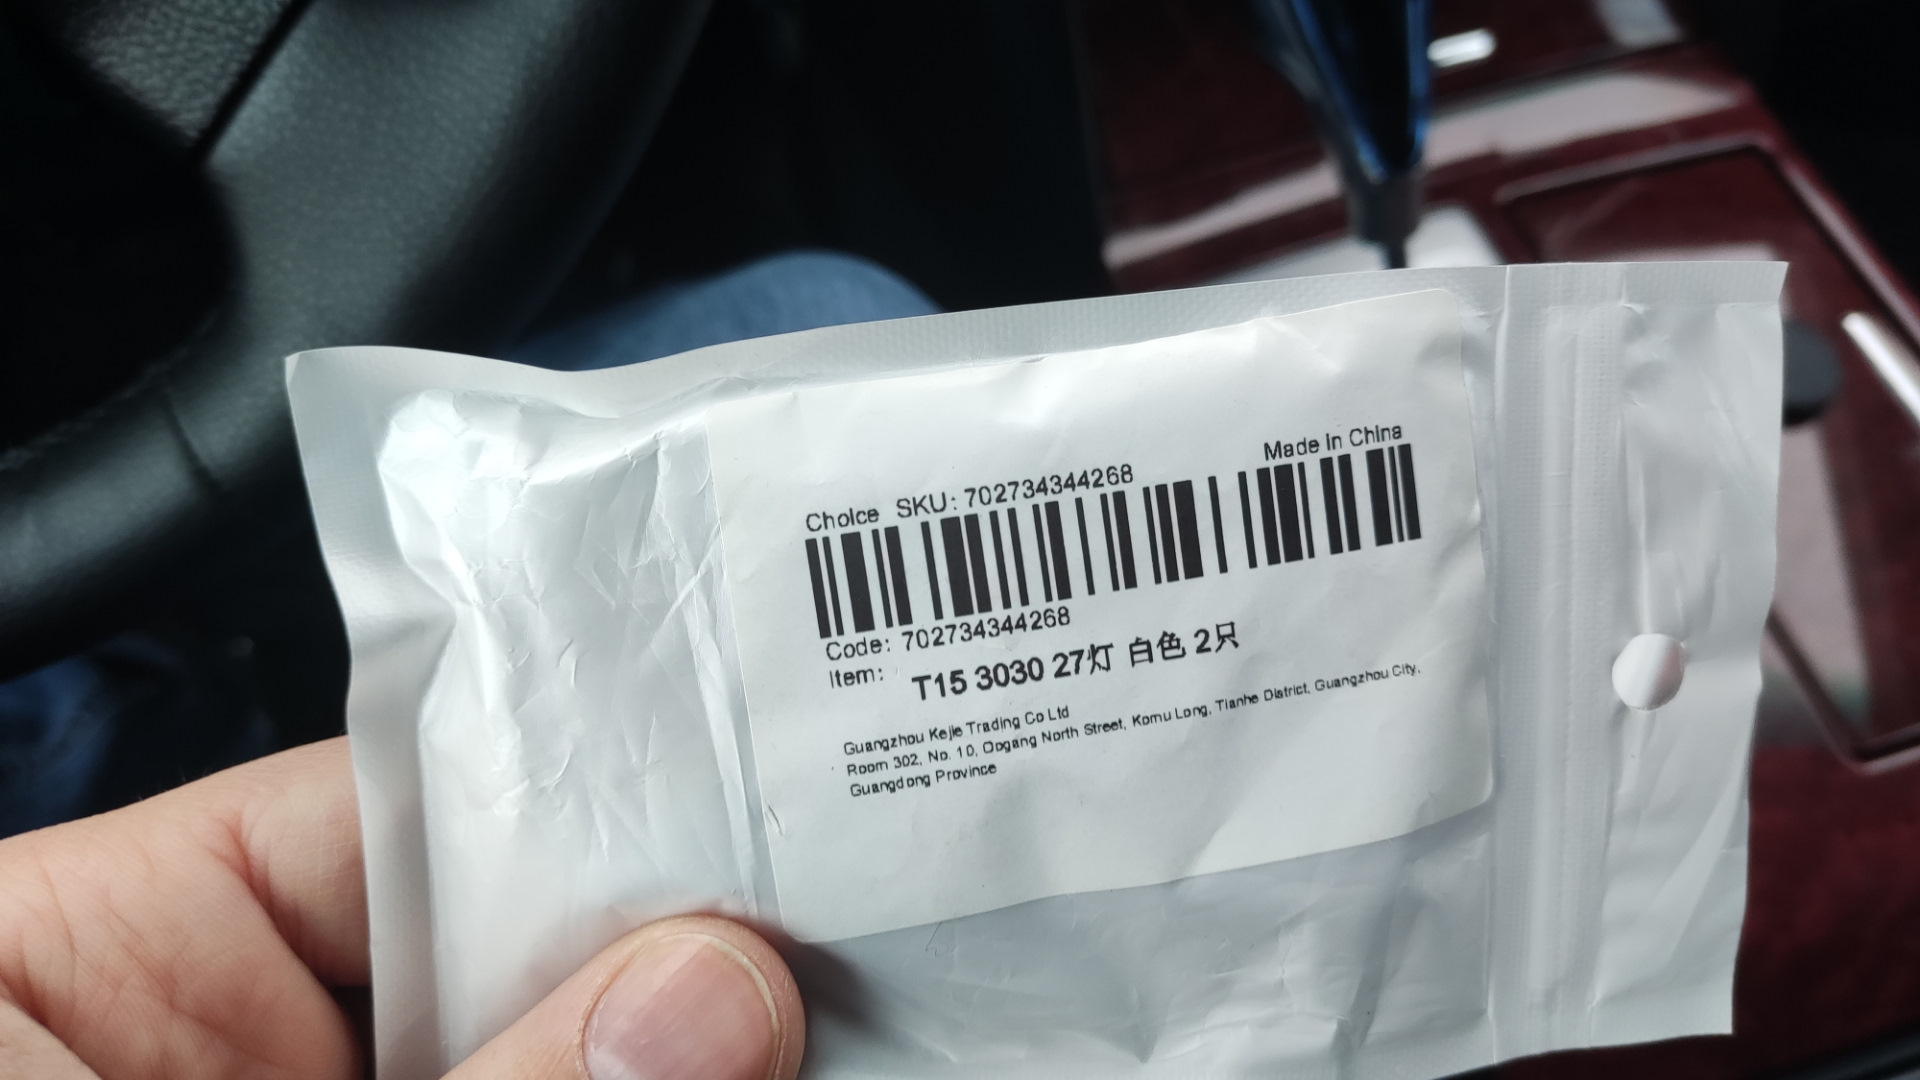 Made in China
Choice SKU: 702734344268
Code: 702734344268
Item: T15 3030 27灯 白色 2只
Guangzhou Kejie Trading Co Ltd
Room 302, No. 10, Oogang North Street, Komu Long, Tianhe District, Guangzhou City,
Guangdong Province